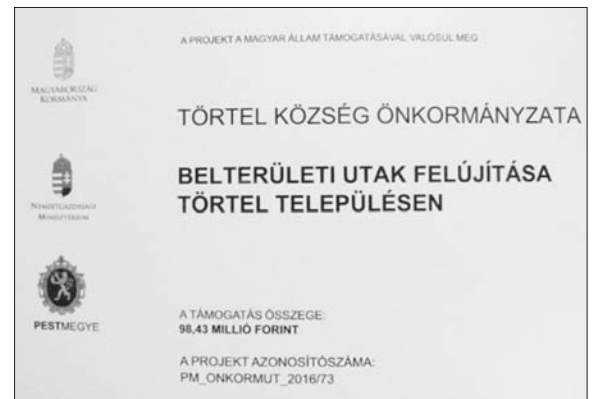 A PROJEKT A MAGYAR ÁLLAM TÁMOGATÁSÁVAL VALÓSUL MEG
MAGYARORSZÁG
KORMÁNYA
TÖRTEL KÖZSÉG ÖNKORMÁNYZATA
BELTERÜLETI UTAK FELÚJÍTÁSA
TÖRTEL TELEPÜLÉSEN
NEMZETGAZDASÁGI
MINISZTÉRIUM
PESTMEGYE
A TÁMOGATÁS ÖSSZEGE:
98,43 MILLIÓ FORINT
A PROJEKT AZONOSÍTÓSZÁMA:
PM_ONKORMUT_2016/73